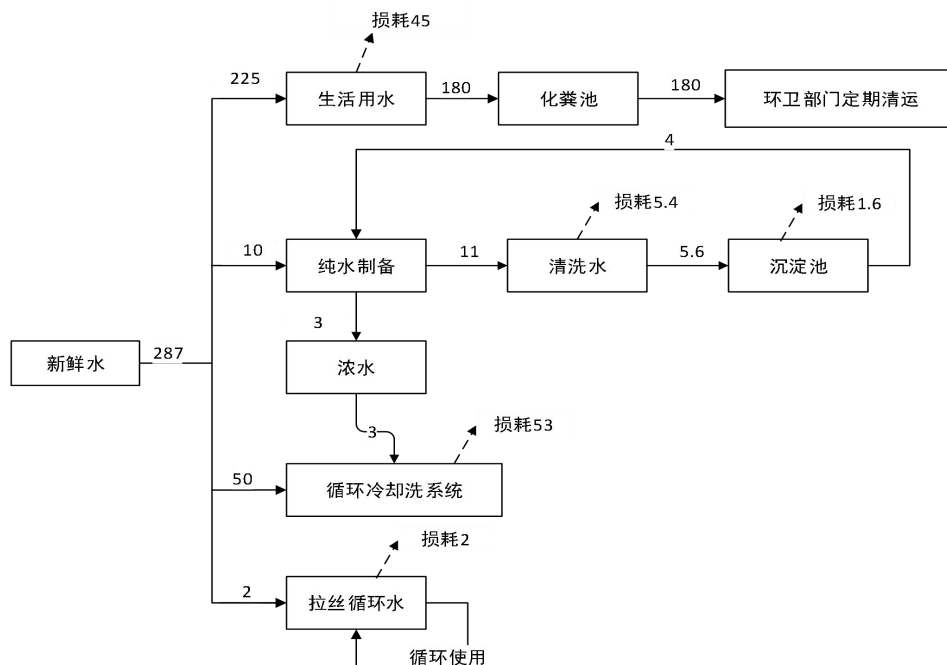 损耗45
225
生活用水
180
化粪池
180
环卫部门定期清运
4
损耗5.4
损耗1.6
10
纯水制备
11
清洗水
5.6
沉淀池
3
新鲜水
287
浓水
3
损耗53
50
循环冷却洗系统
损耗2
2
拉丝循环水
循环使用